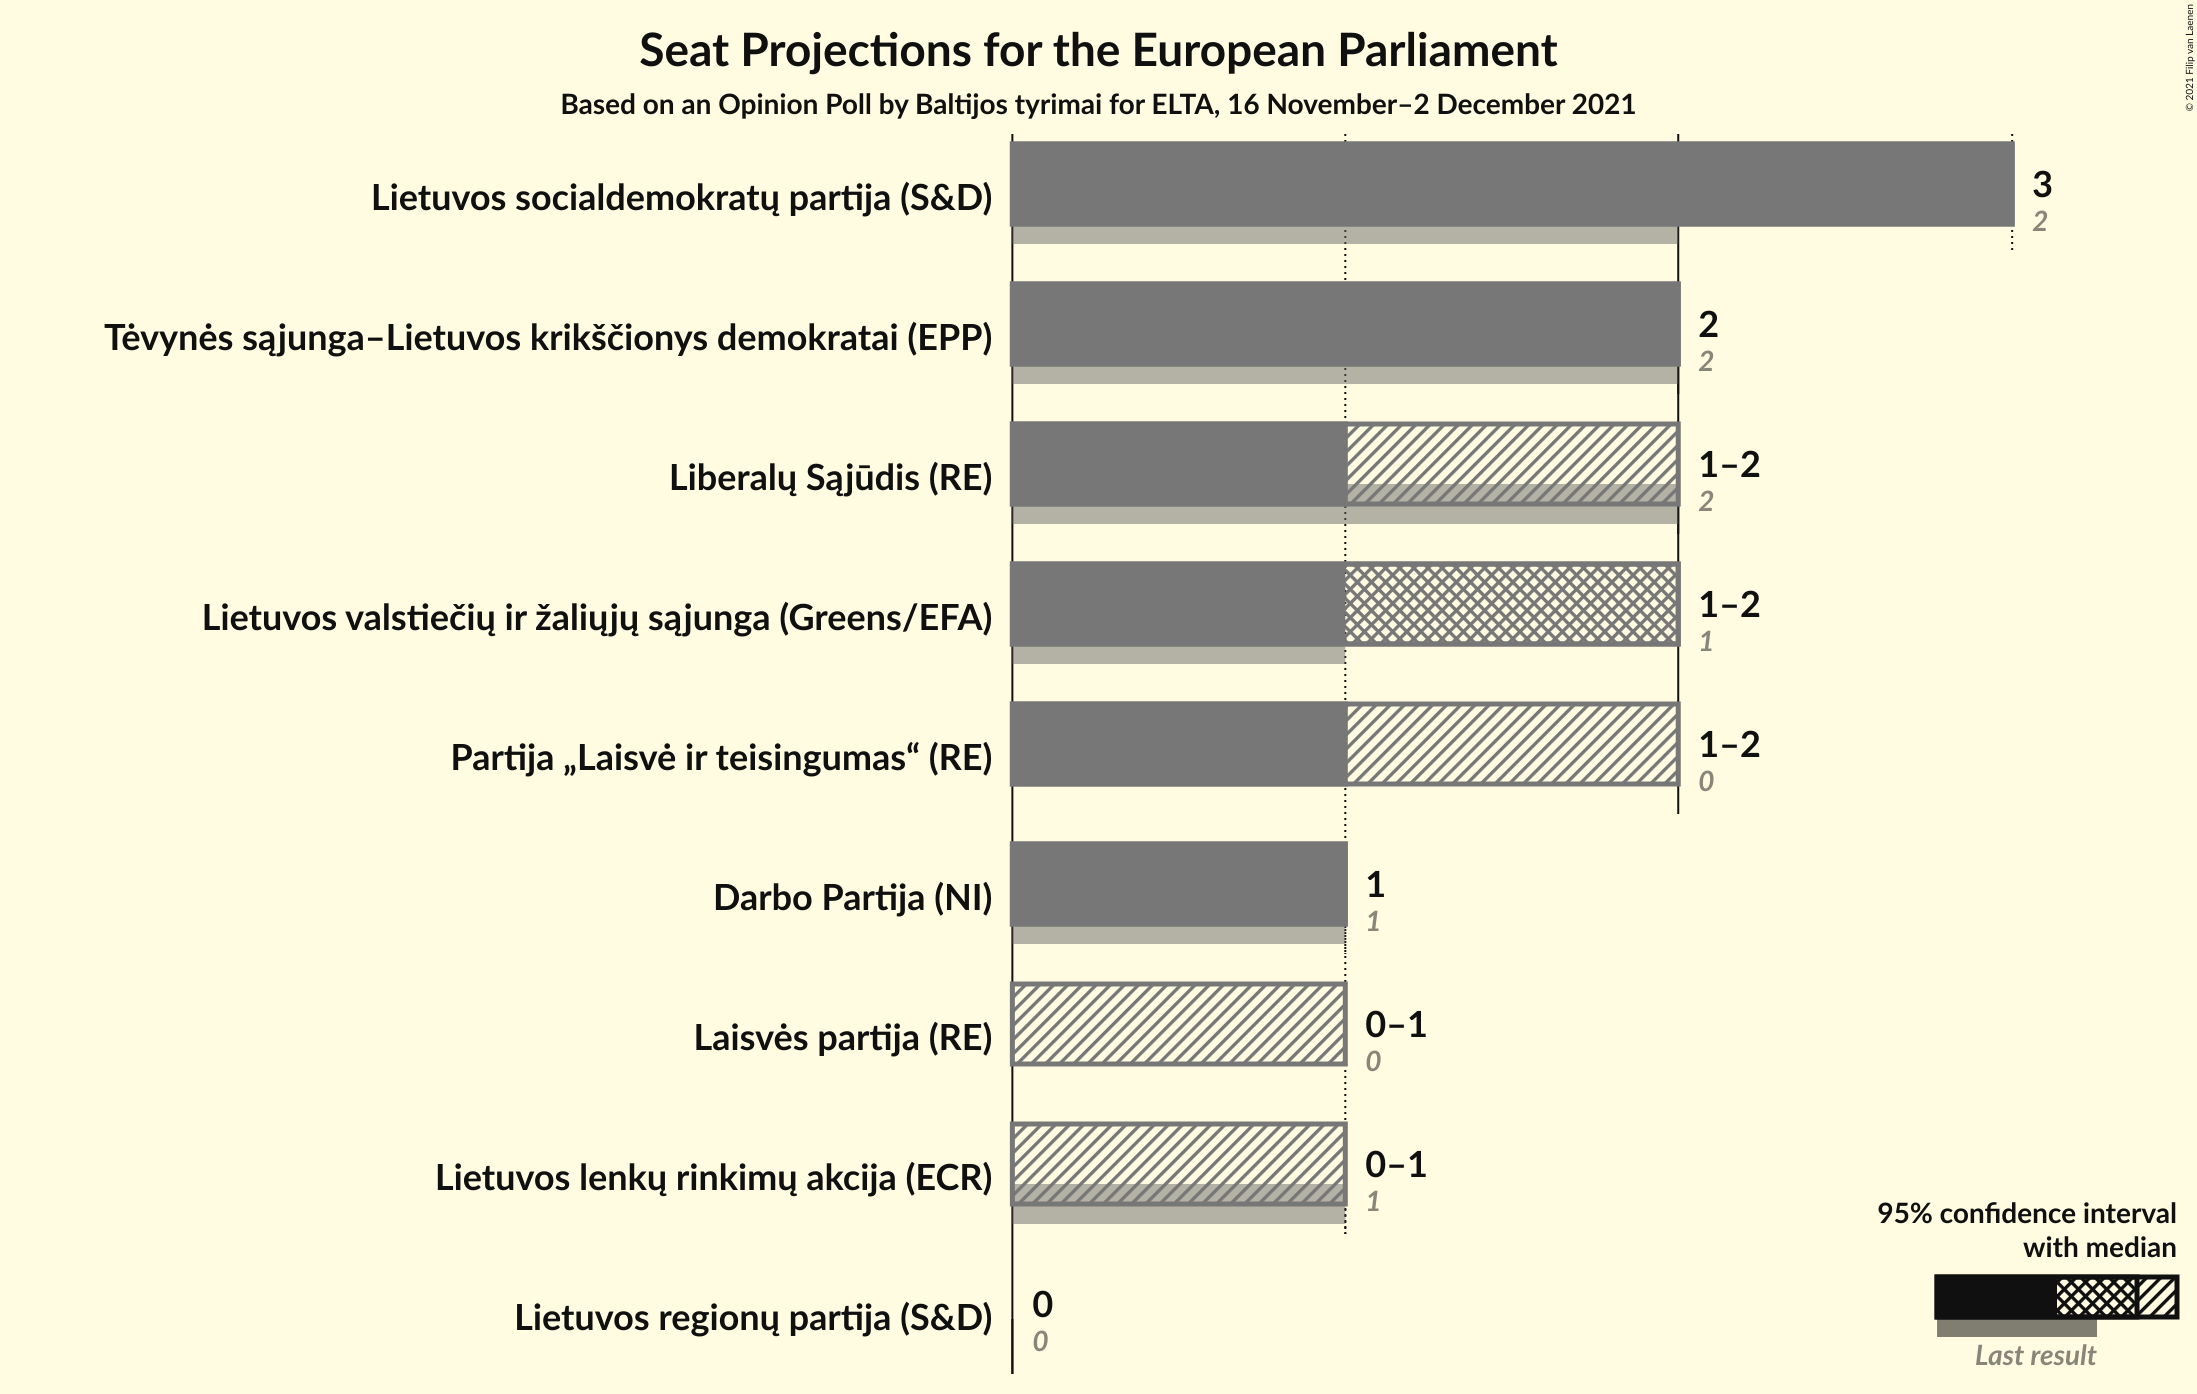 Seat Projections for the European Parliament
Based on an Opinion Poll by Baltijos tyrimai for ELTA, 16 November–2 December 2021
© 2021 Filip van Laenen
Lietuvos socialdemokratų partija (S&D)
3
2
Tėvynės sąjunga–Lietuvos krikščionys demokratai (EPP)
2
2
Liberalų Sąjūdis (RE)
1–2
2
Lietuvos valstiečių ir žaliųjų sąjunga (Greens/EFA)
1–2
1
Partija „Laisvė ir teisingumas“ (RE)
1–2
0
Darbo Partija (NI)
1
1
Laisvės partija (RE)
0–1
0
Lietuvos lenkų rinkimų akcija (ECR)
0–1
1
Lietuvos regionų partija (S&D)
0
0
95% confidence interval
with median
Last result